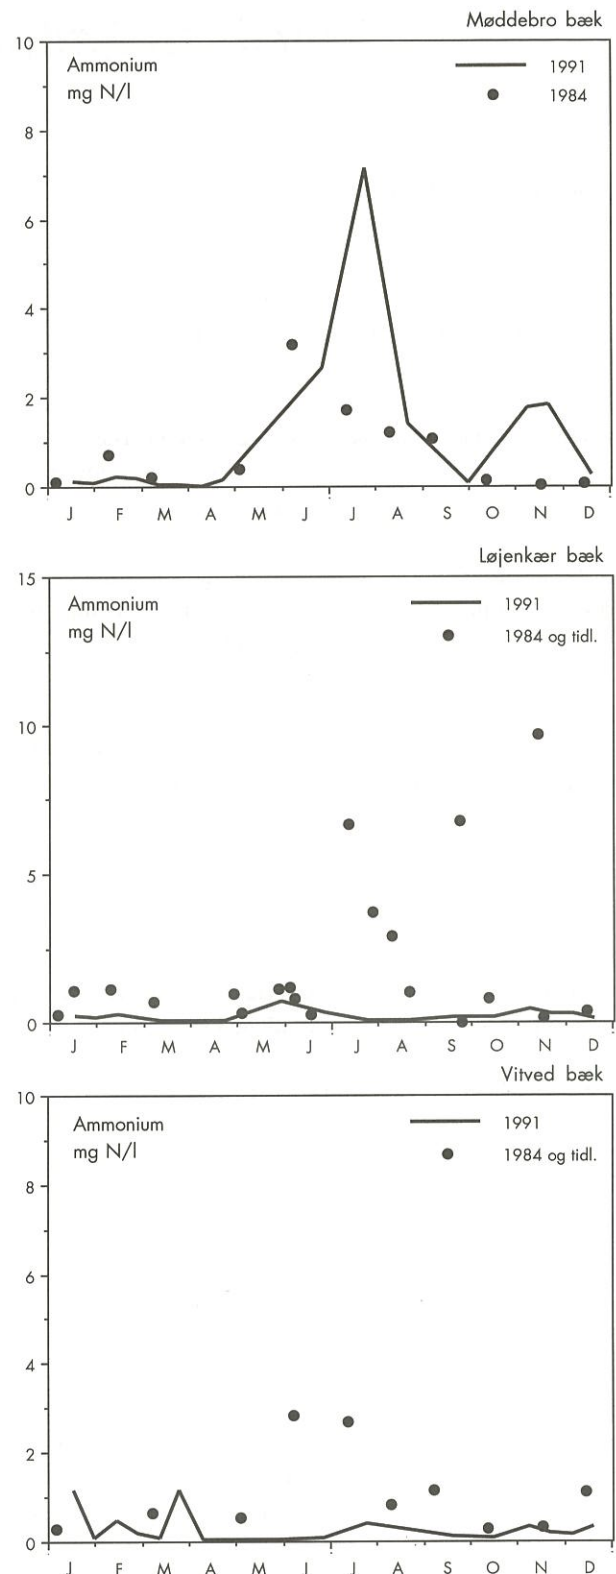 Møddebro bæk
10
Ammonium
mg N/l
1991
1984
8
6
4
2
0
J F M A M J J A S O N D
Løjenkær bæk
15
Ammonium
mg N/l
1991
1984 og tidl.
10
5
0
J F M A M J J A S O N D
Vitved bæk
10
Ammonium
mg N/l
1991
1984 og tidl.
8
6
4
2
0
J F M A M J J A S O N D